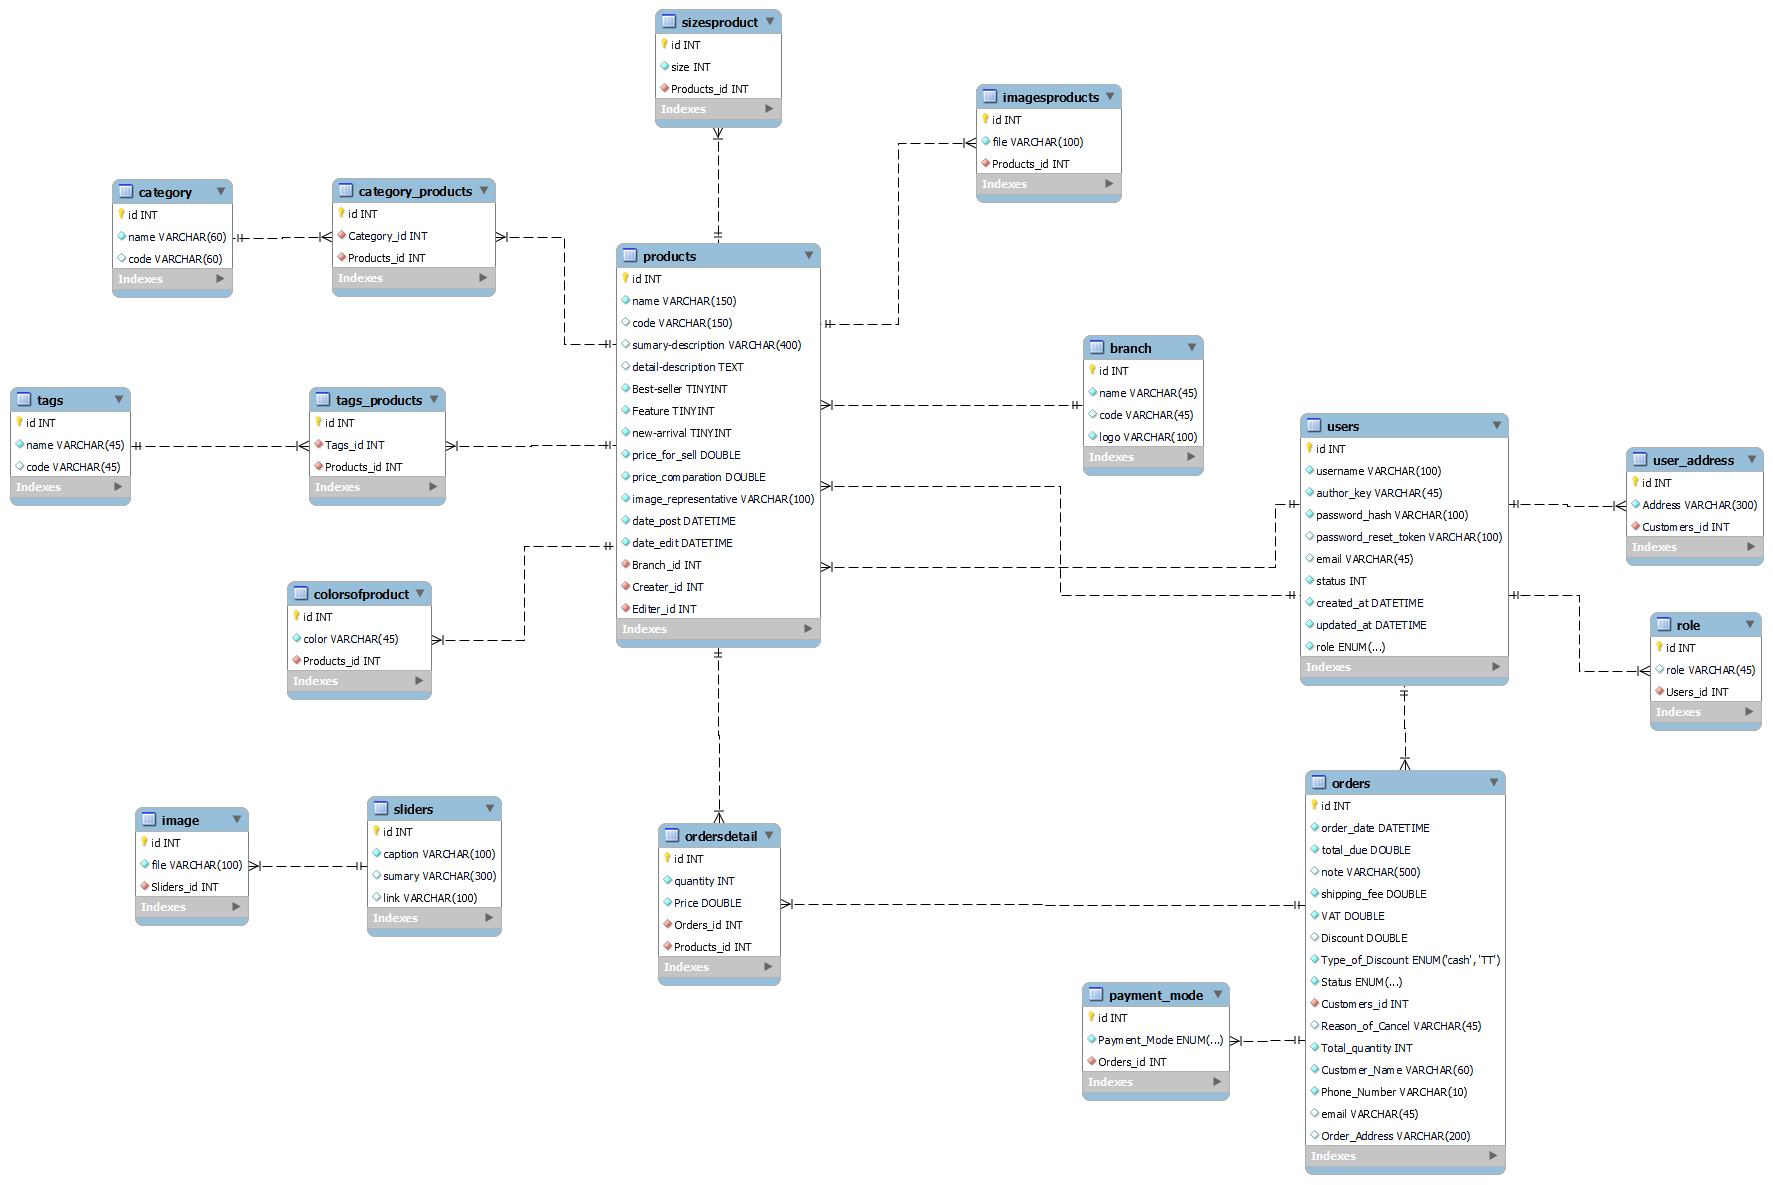 sizesproduct
id INT
size INT
Products_id INT
Indexes
imagesproducts
id INT
file VARCHAR(100)
Products_id INT
Indexes
category
id INT
name VARCHAR(60)
code VARCHAR(60)
Indexes
category_products
id INT
Category_id INT
Products_id INT
Indexes
products
id INT
name VARCHAR(150)
code VARCHAR(150)
sumary-description VARCHAR(400)
detail-description TEXT
Best-seller TINYINT
Feature TINYINT
new-arrival TINYINT
price_for_sell DOUBLE
price_comparation DOUBLE
image_representative VARCHAR(100)
date_post DATETIME
date_edit DATETIME
Branch_id INT
Creater_id INT
Editer_id INT
Indexes
branch
id INT
name VARCHAR(45)
code VARCHAR(45)
logo VARCHAR(100)
Indexes
tags
id INT
name VARCHAR(45)
code VARCHAR(45)
Indexes
tags_products
id INT
Tags_id INT
Products_id INT
Indexes
users
id INT
username VARCHAR(100)
author_key VARCHAR(45)
password_hash VARCHAR(100)
password_reset_token VARCHAR(100)
email VARCHAR(45)
status INT
created_at DATETIME
updated_at DATETIME
role ENUM(...)
Indexes
user_address
id INT
Address VARCHAR(300)
Customers_id INT
Indexes
colorsofproduct
id INT
color VARCHAR(45)
Products_id INT
Indexes
role
id INT
role VARCHAR(45)
Users_id INT
Indexes
image
id INT
file VARCHAR(100)
Sliders_id INT
Indexes
sliders
id INT
caption VARCHAR(100)
sumary VARCHAR(300)
link VARCHAR(100)
Indexes
ordersdetail
id INT
quantity INT
Price DOUBLE
Orders_id INT
Products_id INT
Indexes
orders
id INT
order_date DATETIME
total_due DOUBLE
note VARCHAR(500)
shipping_fee DOUBLE
VAT DOUBLE
Discount DOUBLE
Type_of_Discount ENUM('cash', 'TT')
Status ENUM(...)
Customers_id INT
Reason_of_Cancel VARCHAR(45)
Total_quantity INT
Customer_Name VARCHAR(60)
Phone_Number VARCHAR(10)
email VARCHAR(45)
Order_Address VARCHAR(200)
Indexes
payment_mode
id INT
Payment_Mode ENUM(...)
Orders_id INT
Indexes